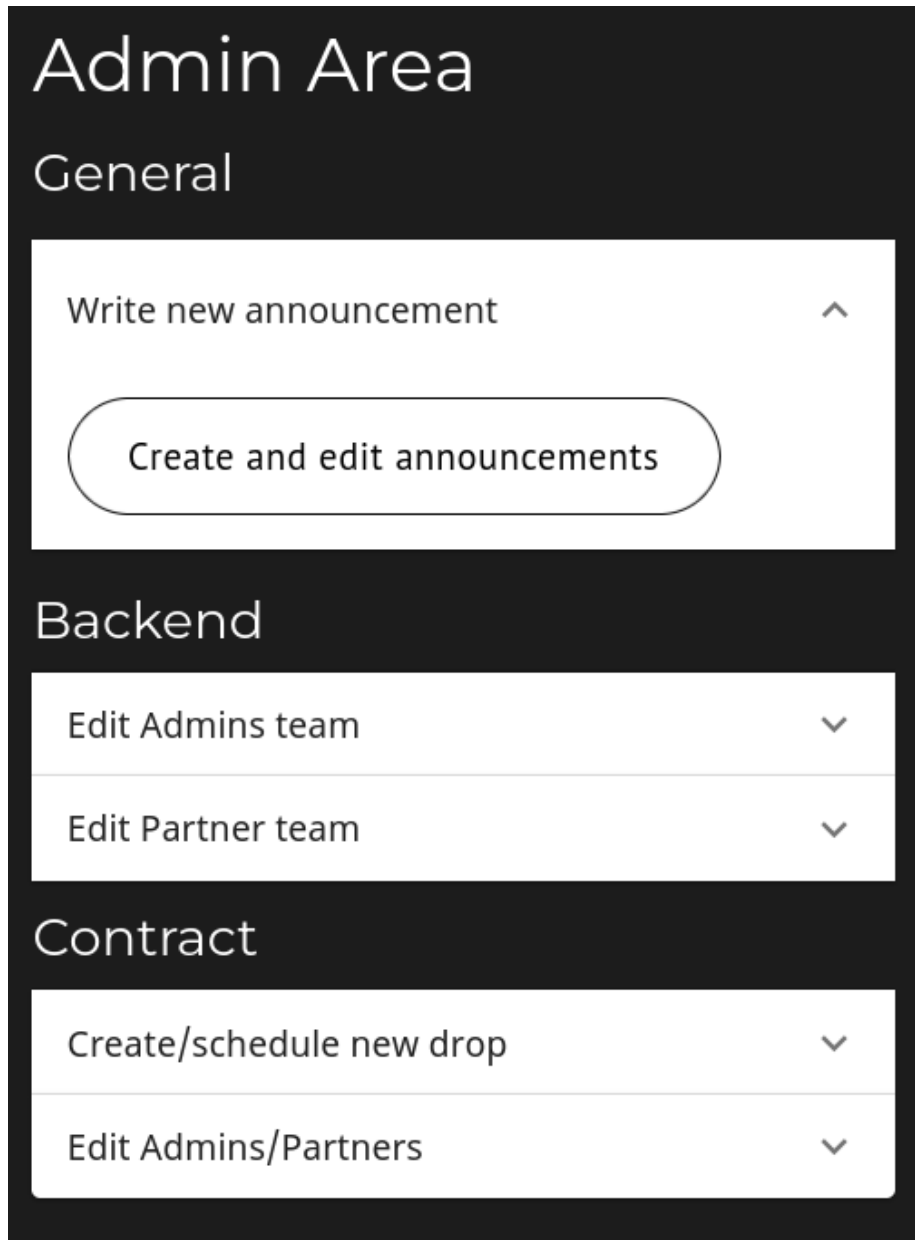 Admin Area
General
Write new announcement
Create and edit announcements
Backend
Edit Admins team
Edit Partner team
Contract
Create/schedule new drop
Edit Admins/Partners